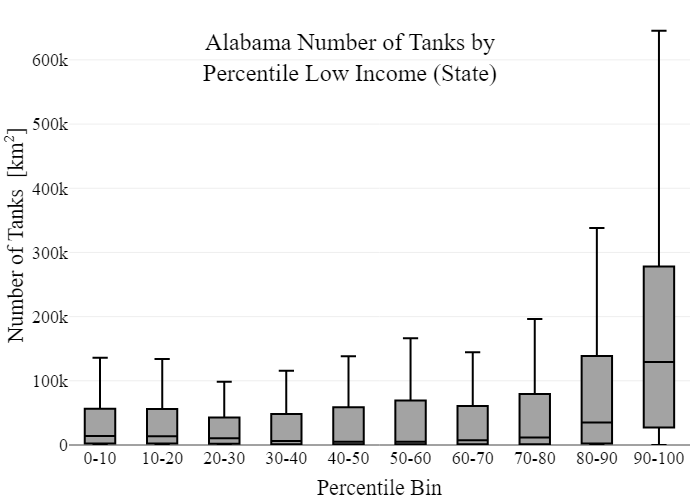 Alabama Number of Tanks by
Percentile Low Income (State)
Number of Tanks [km²]
600k
500k
400k
300k
200k
100k
0
0-10 10-20 20-30 30-40 40-50 50-60 60-70 70-80 80-90 90-100
Percentile Bin